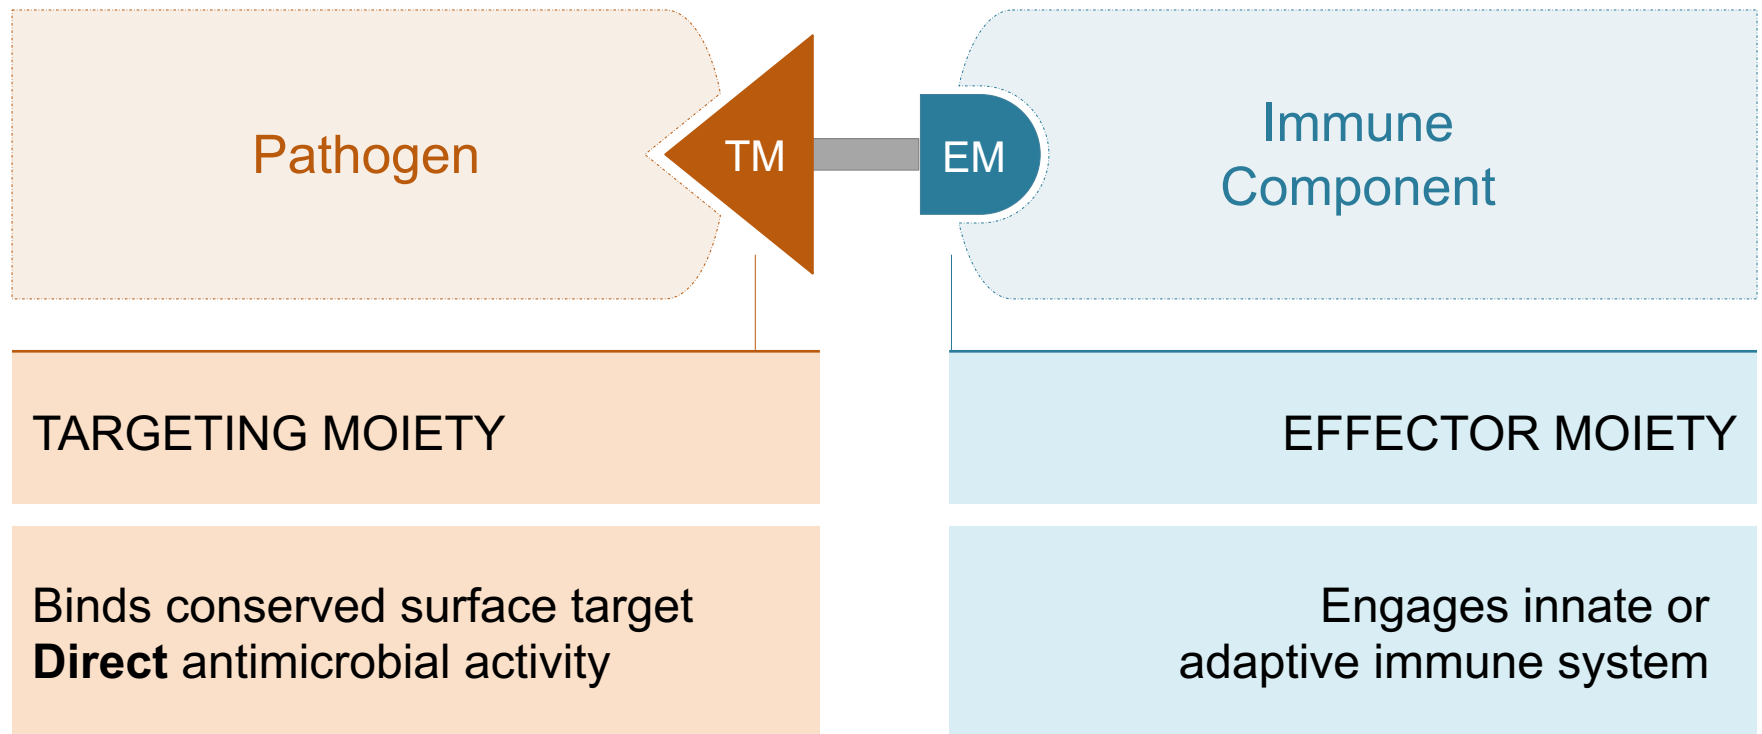 Pathogen
TM
EM
Immune
Component
TARGETING MOIETY
EFFECTOR MOIETY
Binds conserved surface target
Direct antimicrobial activity
Engages innate or
adaptive immune system